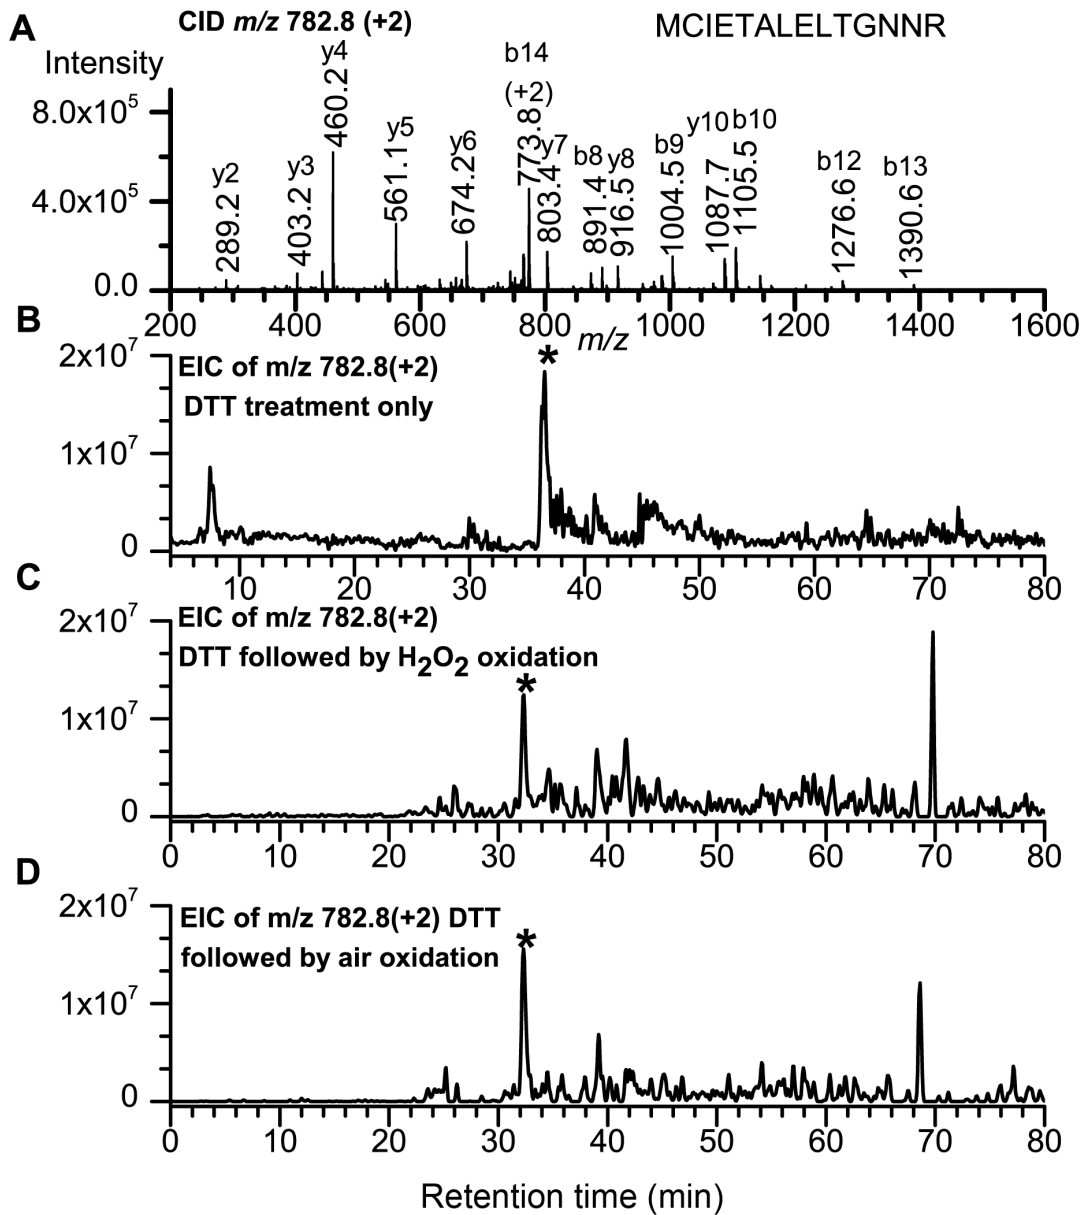 A
CID m/z 782.8 (+2)
MCIETALELTGNNR
Intensity
8.0x10⁵
4.0x10⁵
0.0
y2
289.2
y3
403.2
y4
460.2
y5
561.1
y6
674.2
b14
(+2)
773.8
y7
803.4
b8
891.4
y8
916.5
b9
1004.5
y10
1087.7
b10
1105.5
b12
1276.6
b13
1390.6
200 400 600 800 1000 1200 1400 1600
m/z
B
EIC of m/z 782.8(+2)
DTT treatment only
*
2x10⁷
1x10⁷
0
10 20 30 40 50 60 70 80
C
EIC of m/z 782.8(+2)
DTT followed by H₂O₂ oxidation
*
2x10⁷
1x10⁷
0
0 10 20 30 40 50 60 70 80
D
EIC of m/z 782.8(+2) DTT
followed by air oxidation
*
2x10⁷
1x10⁷
0
0 10 20 30 40 50 60 70 80
Retention time (min)